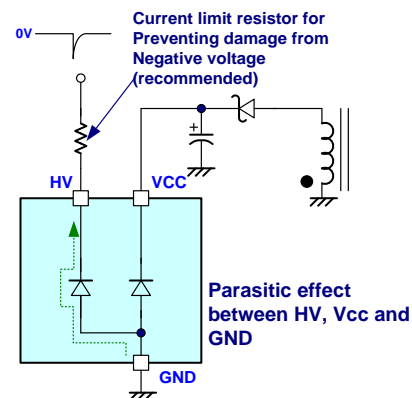 Current limit resistor for
Preventing damage from
Negative voltage
(recommended)
0V
+
HV
VCC
Parasitic effect
between HV, Vcc and
GND
GND